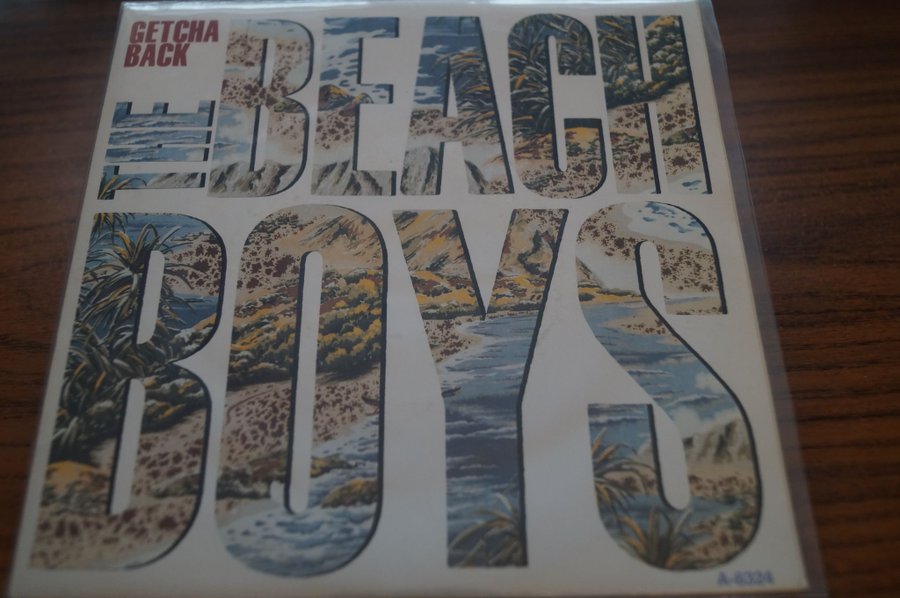 GETCHA
BACK
THE
BEACH
BOYS
A-6324